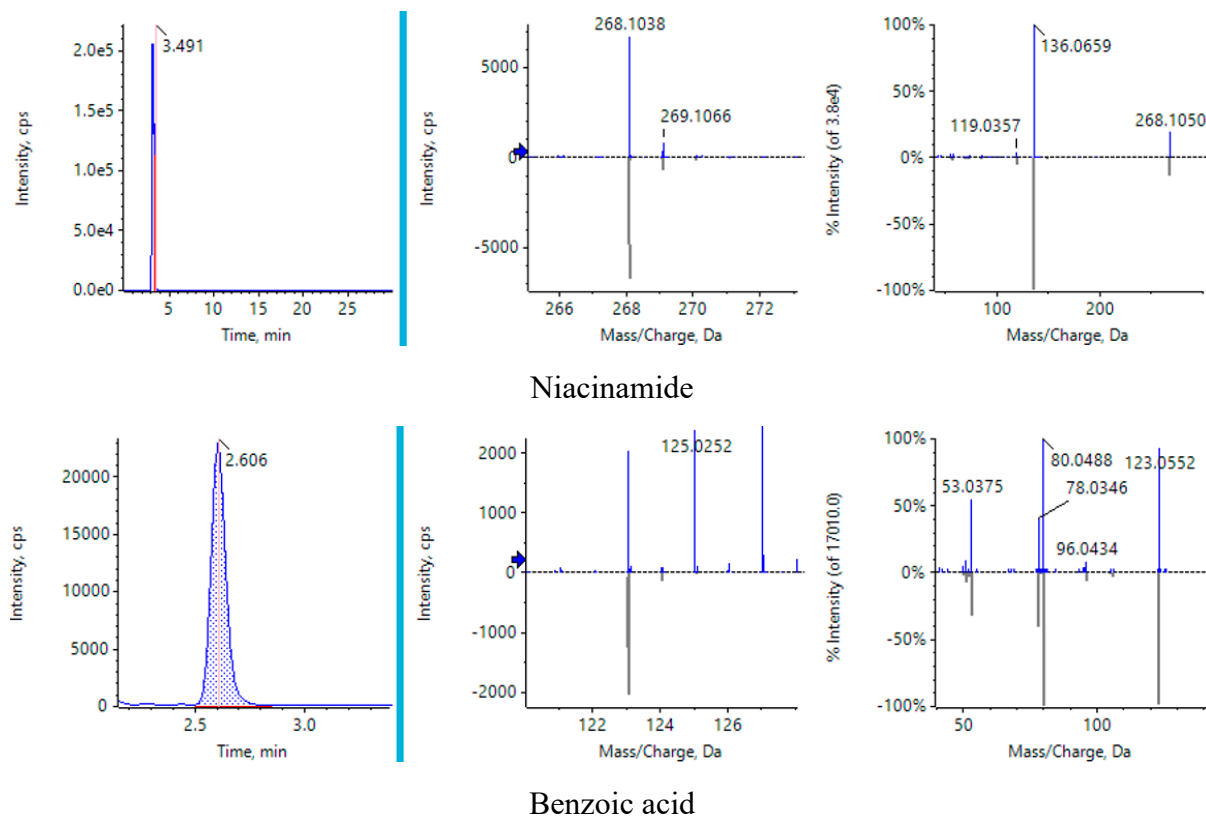 2.0e5
1.5e5
1.0e5
5.0e4
0.0e0
3.491
5 10 15 20 25
Time, min
Intensity, cps
5000
0
-5000
268.1038
269.1066
266 268 270 272
Mass/Charge, Da
Intensity, cps
100%
50%
0%
-50%
-100%
136.0659
119.0357
268.1050
100 200
Mass/Charge, Da
% Intensity (of 3.8e4)
Niacinamide
20000
15000
10000
5000
0
2.606
2.5 3.0
Time, min
Intensity, cps
2000
1000
0
-1000
-2000
125.0252
122 124 126
Mass/Charge, Da
Intensity, cps
100%
50%
0%
-50%
-100%
80.0488
123.0552
53.0375
78.0346
96.0434
50 100
Mass/Charge, Da
% Intensity (of 17010.0)
Benzoic acid